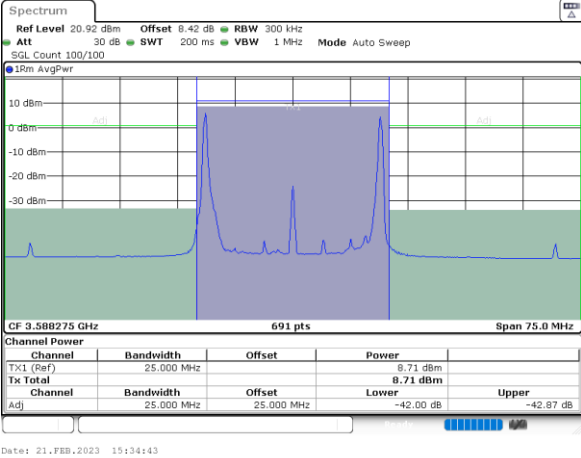 Spectrum
Ref Level 20.92 dBm Offset 8.42 dB RBW 300 kHz
Att 30 dB SWT 200 ms VBW 1 MHz Mode Auto Sweep
SGL Count 100/100
1Rm AvgPwr
10 dBm
Adj Adj
0 dBm
-10 dBm
-20 dBm
-30 dBm
CF 3.588275 GHz 691 pts Span 75.0 MHz
Channel Power
Channel Bandwidth Offset Power
TX1 (Ref) 25.000 MHz 8.71 dBm
Tx Total 8.71 dBm
Channel Bandwidth Offset Lower Upper
Adj 25.000 MHz 25.000 MHz -42.00 dB -42.87 dB
Ready
Date: 21.FEB.2023 15:34:43